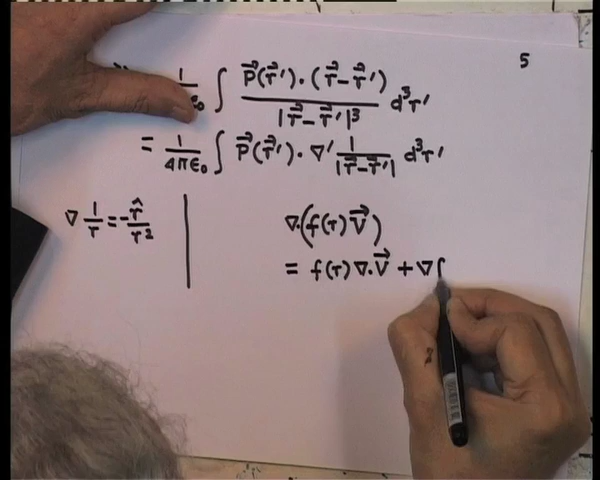 5
1/ε₀ ∫ P⃗(r⃗′)·(r⃗−r⃗′)/|r⃗−r⃗′|³ d³r′
= 1/4πε₀ ∫ P⃗(r⃗′)·∇′ 1/|r⃗−r⃗′| d³r′
∇ 1/r = −r̂/r²
∇·(f(r)V⃗)
= f(r)∇·V⃗ + ∇f